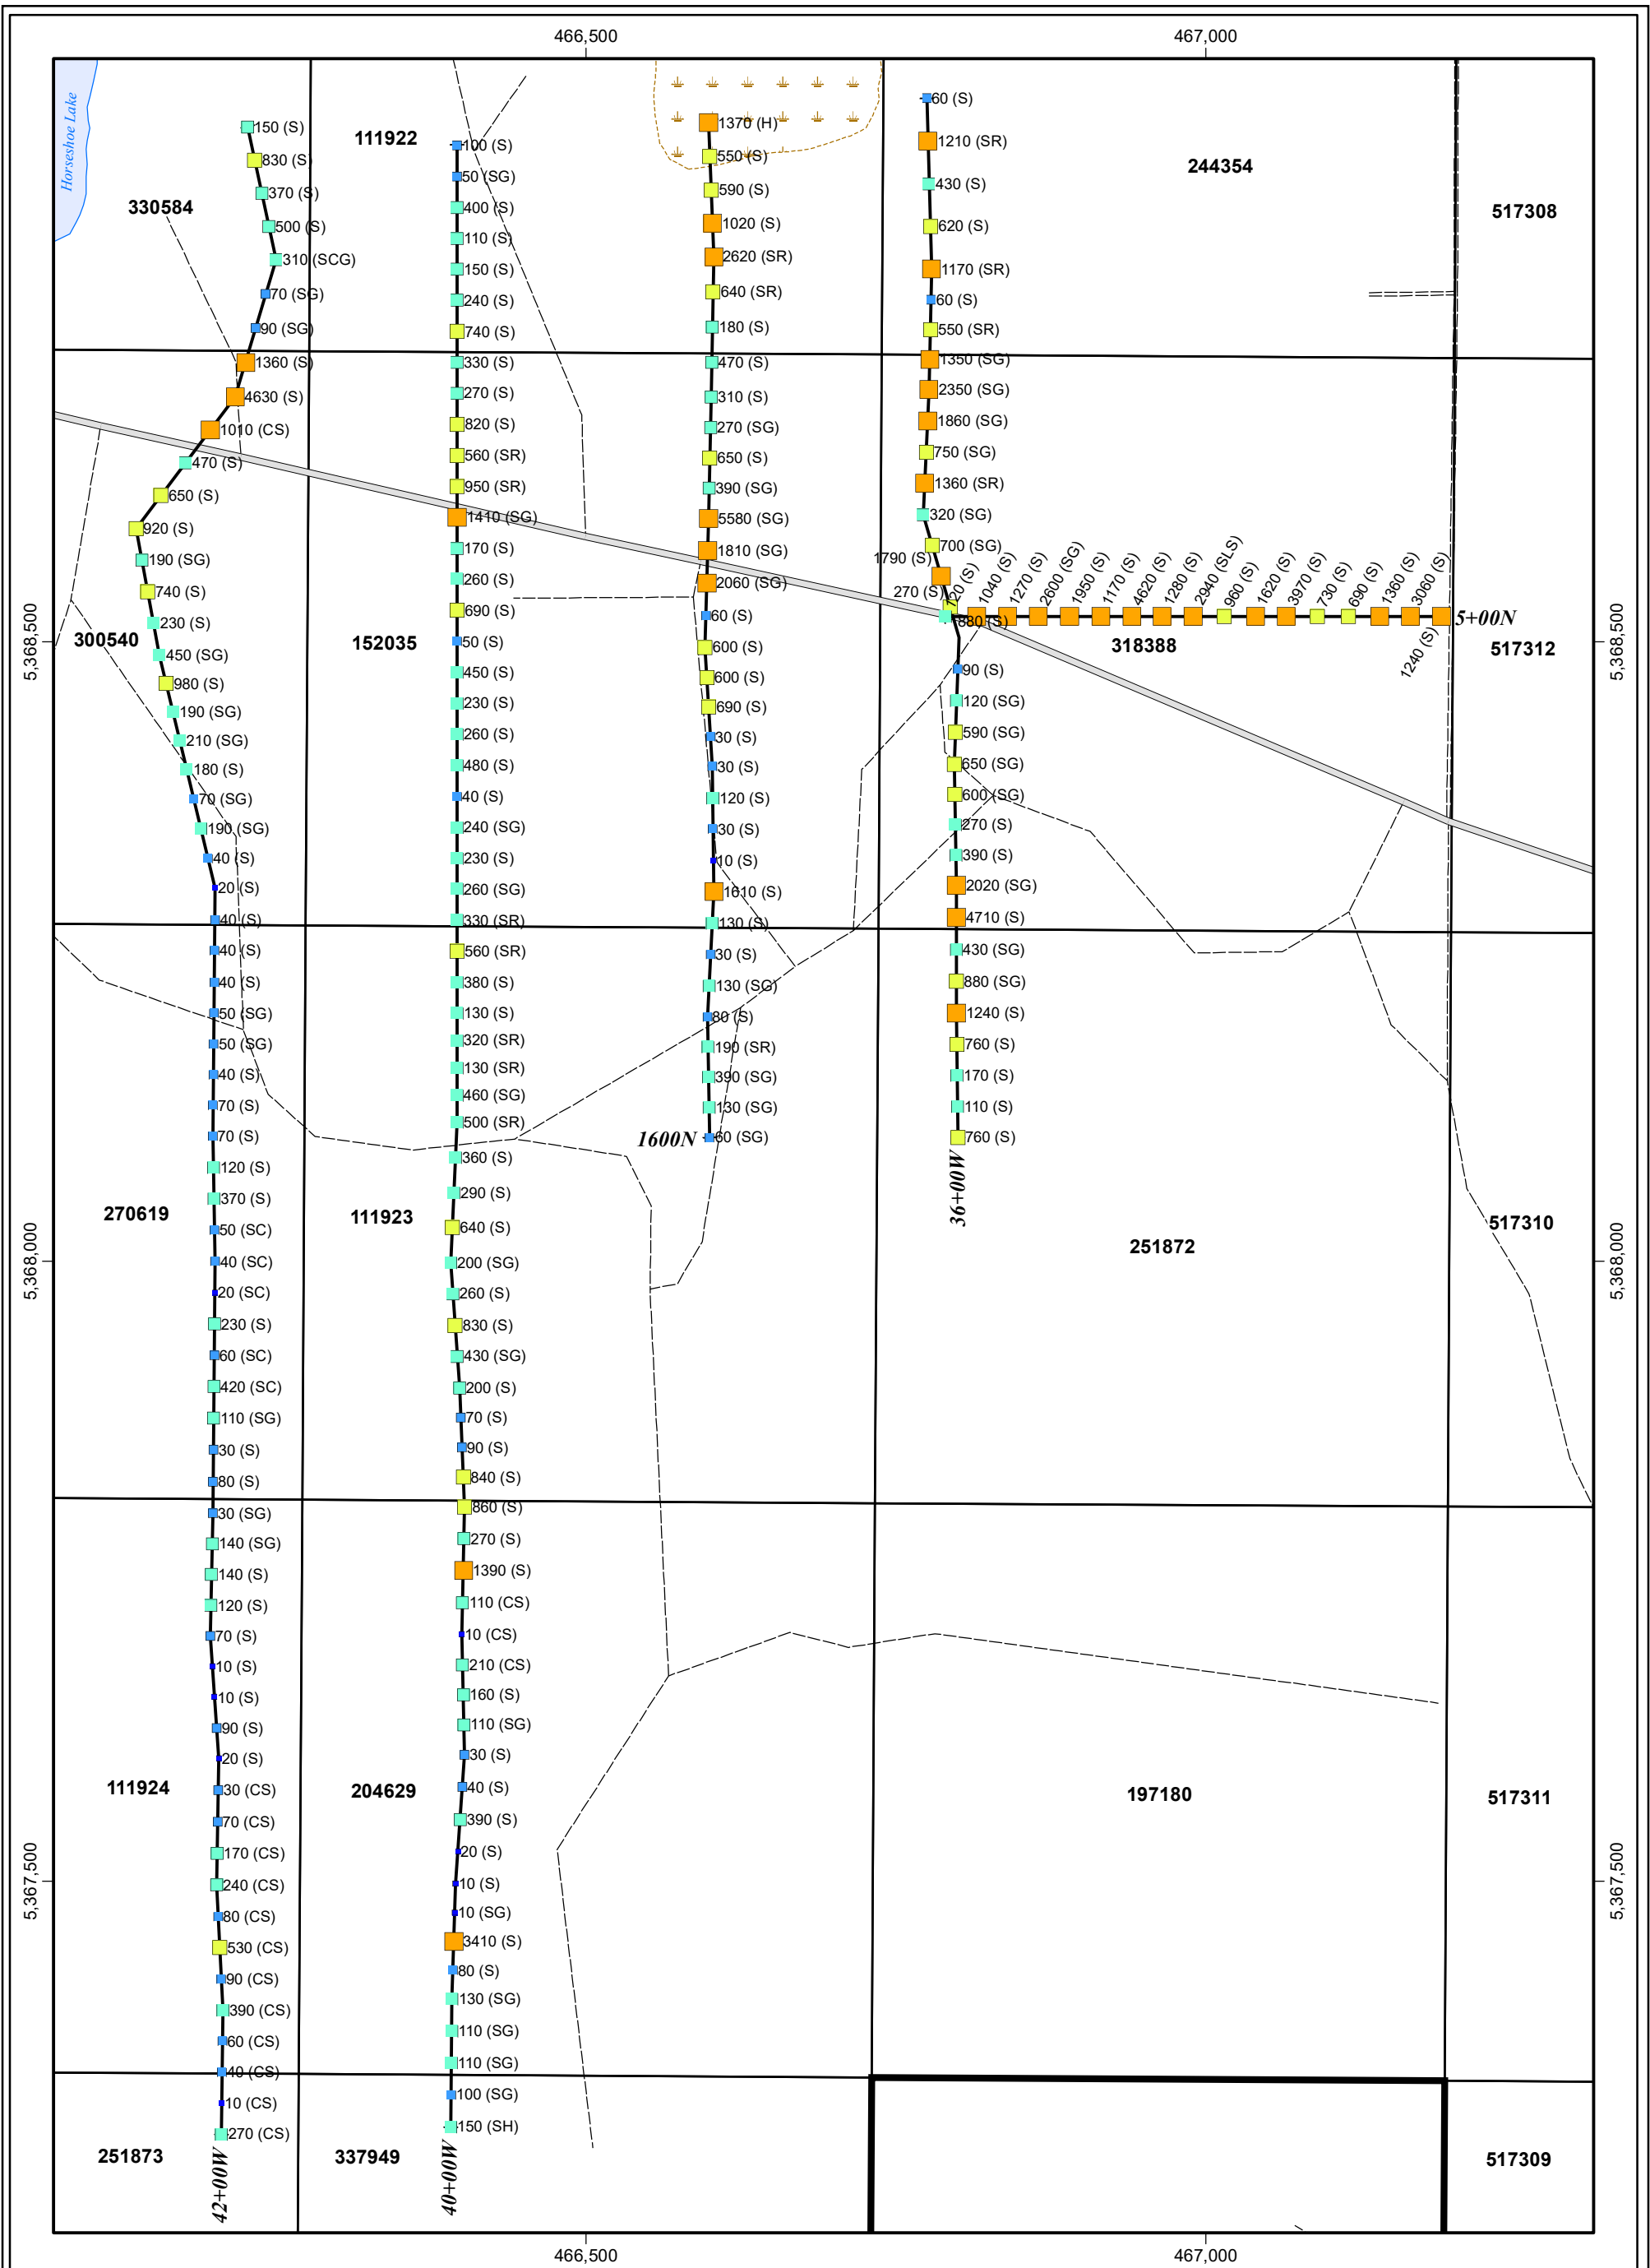 466,500
467,000
Horseshoe Lake
330584
111922
244354
517308
300540
152035
318388
517312
270619
111923
251872
517310
111924
204629
197180
517311
251873
337949
517309
5,368,500
5,368,000
5,367,500
5,368,500
5,368,000
5,367,500
150 (S)
830 (S)
370 (S)
500 (S)
310 (SCG)
70 (SG)
90 (SG)
1360 (S)
4630 (S)
1010 (CS)
470 (S)
650 (S)
920 (S)
190 (SG)
740 (S)
230 (S)
450 (SG)
980 (S)
190 (SG)
210 (SG)
180 (S)
70 (SG)
190 (SG)
40 (S)
20 (S)
40 (S)
40 (S)
40 (S)
50 (SG)
50 (SG)
40 (S)
70 (S)
70 (S)
120 (S)
370 (S)
50 (SC)
40 (SC)
20 (SC)
230 (S)
60 (SC)
420 (SC)
110 (SG)
30 (S)
80 (S)
30 (SG)
140 (SG)
140 (S)
120 (S)
70 (S)
10 (S)
10 (S)
90 (S)
20 (S)
30 (CS)
70 (CS)
170 (CS)
240 (CS)
80 (CS)
530 (CS)
90 (CS)
390 (CS)
60 (CS)
40 (CS)
10 (CS)
270 (CS)
42+00W
100 (S)
50 (SG)
400 (S)
110 (S)
150 (S)
240 (S)
740 (S)
330 (S)
270 (S)
820 (S)
560 (SR)
950 (SR)
1410 (SG)
170 (S)
260 (S)
690 (S)
50 (S)
450 (S)
230 (S)
260 (S)
480 (S)
40 (S)
240 (SG)
230 (S)
260 (SG)
330 (SR)
560 (SR)
380 (S)
130 (S)
320 (SR)
130 (SR)
460 (SG)
500 (SR)
360 (S)
290 (S)
640 (S)
200 (SG)
260 (S)
830 (S)
430 (SG)
200 (S)
70 (S)
90 (S)
840 (S)
860 (S)
270 (S)
1390 (S)
110 (CS)
10 (CS)
210 (CS)
160 (S)
110 (SG)
30 (S)
40 (S)
390 (S)
20 (S)
10 (S)
10 (SG)
3410 (S)
80 (S)
130 (SG)
110 (SG)
110 (SG)
100 (SG)
150 (SH)
40+00W
1370 (H)
550 (S)
590 (S)
1020 (S)
2620 (SR)
640 (SR)
180 (S)
470 (S)
310 (S)
270 (SG)
650 (S)
390 (SG)
5580 (SG)
1810 (SG)
2060 (SG)
60 (S)
600 (S)
600 (S)
690 (S)
30 (S)
30 (S)
120 (S)
30 (S)
10 (S)
1610 (S)
130 (S)
30 (S)
130 (SG)
80 (S)
190 (SR)
390 (SG)
130 (SG)
60 (SG)
1600N
60 (S)
1210 (SR)
430 (S)
620 (S)
1170 (SR)
60 (S)
550 (SR)
1350 (SG)
2350 (SG)
1860 (SG)
750 (SG)
1360 (SR)
320 (SG)
700 (SG)
1790 (S)
270 (S)
880 (S)
90 (S)
120 (SG)
590 (SG)
650 (SG)
600 (SG)
270 (S)
390 (S)
2020 (SG)
4710 (S)
430 (SG)
880 (SG)
1240 (S)
760 (S)
170 (S)
110 (S)
760 (S)
36+00W
1040 (S)
1270 (S)
2600 (SG)
1950 (S)
1170 (S)
4620 (S)
1280 (S)
2940 (SLS)
960 (S)
1620 (S)
3970 (S)
730 (S)
690 (S)
1360 (S)
3060 (S)
1240 (S)
5+00N
466,500
467,000